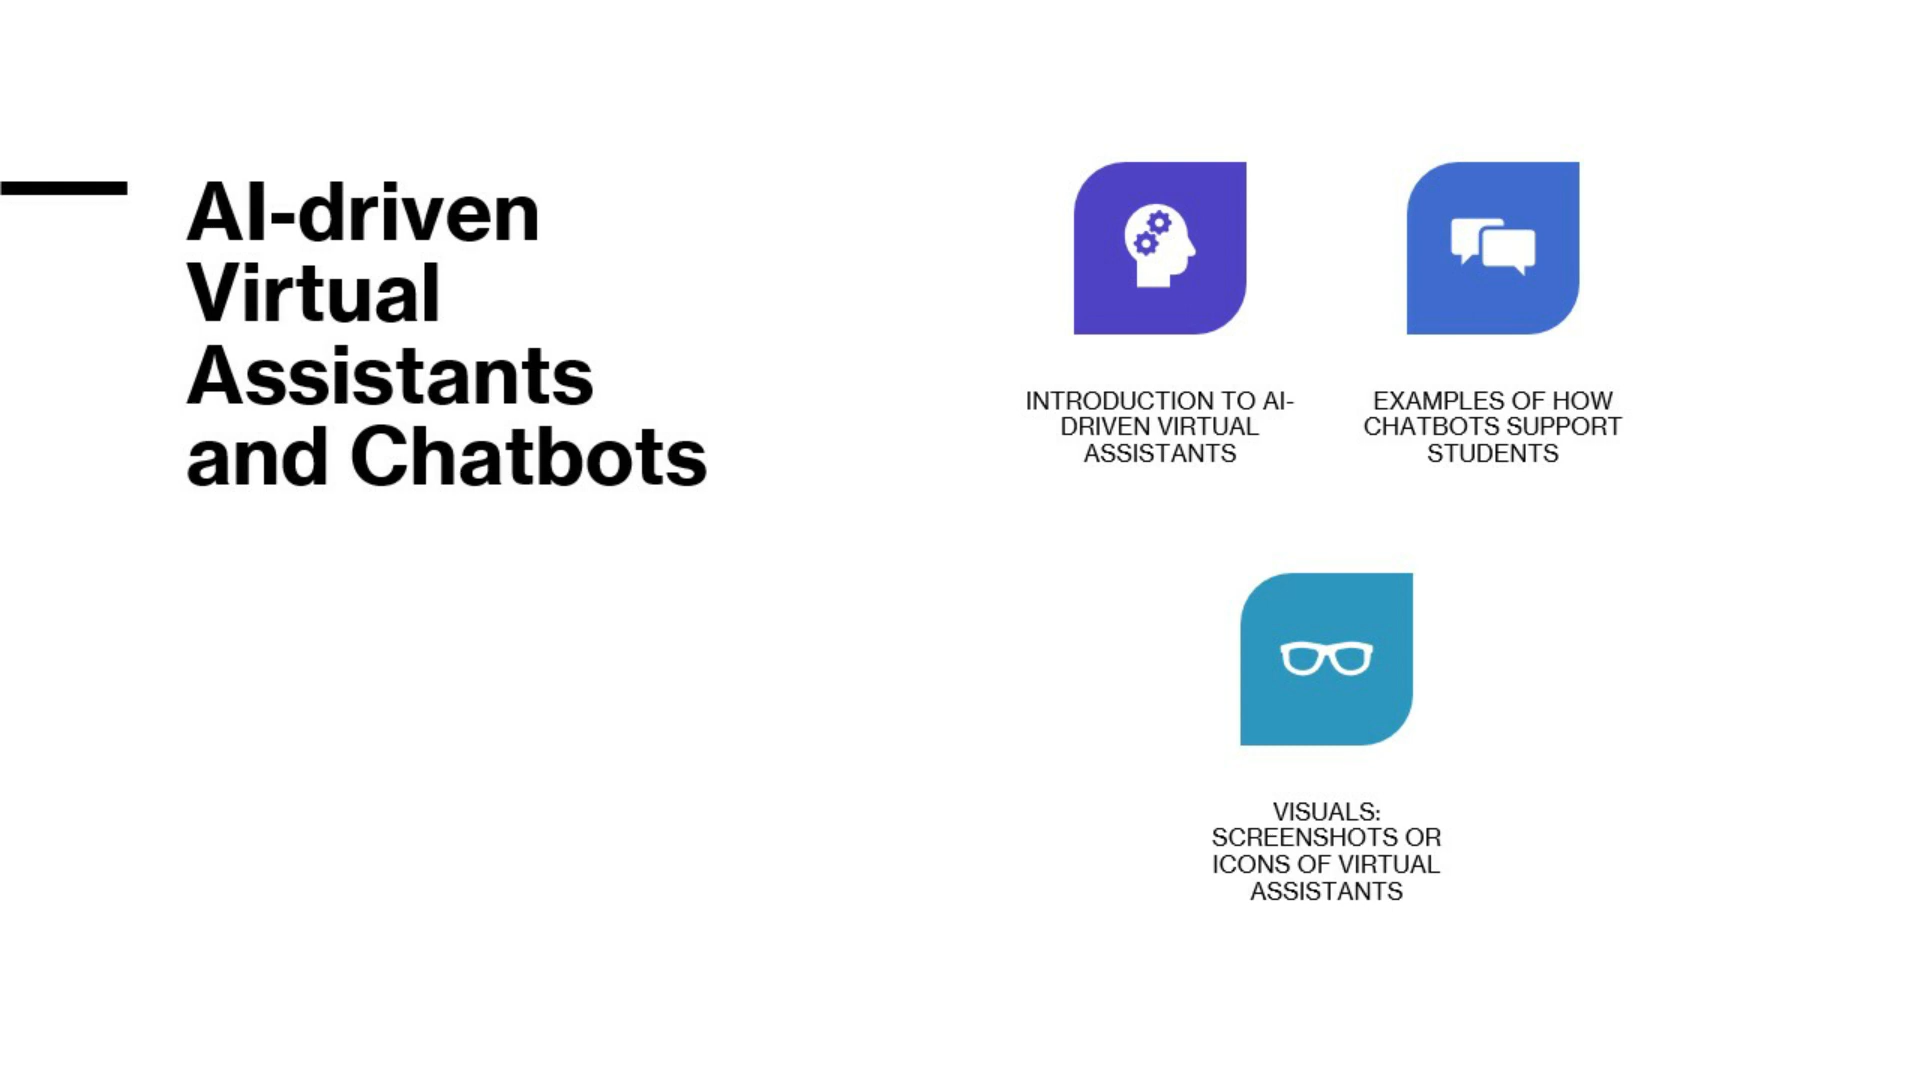 AI-driven
Virtual
Assistants
and Chatbots
INTRODUCTION TO AI-
DRIVEN VIRTUAL
ASSISTANTS
EXAMPLES OF HOW
CHATBOTS SUPPORT
STUDENTS
VISUALS:
SCREENSHOTS OR
ICONS OF VIRTUAL
ASSISTANTS